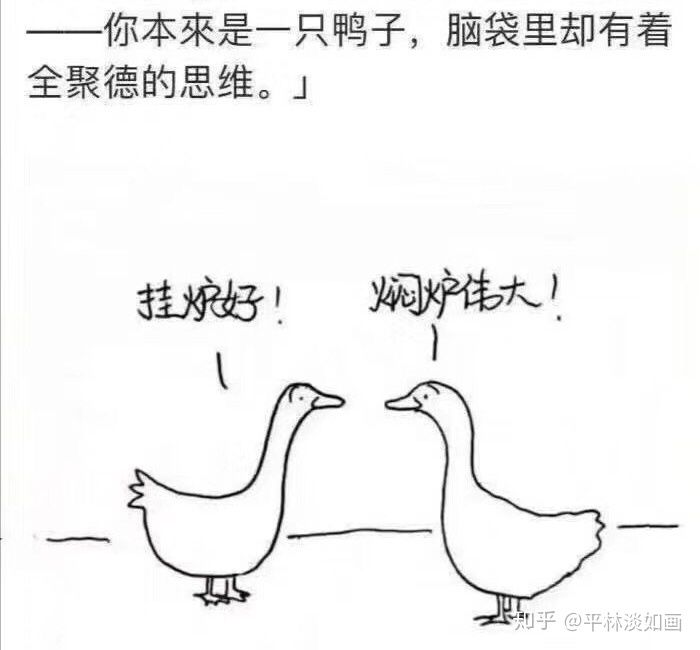 ——你本來是一只鸭子，脑袋里却有着
全聚德的思维。」
挂炉好！
焖炉伟大！
知乎 @平林淡如画